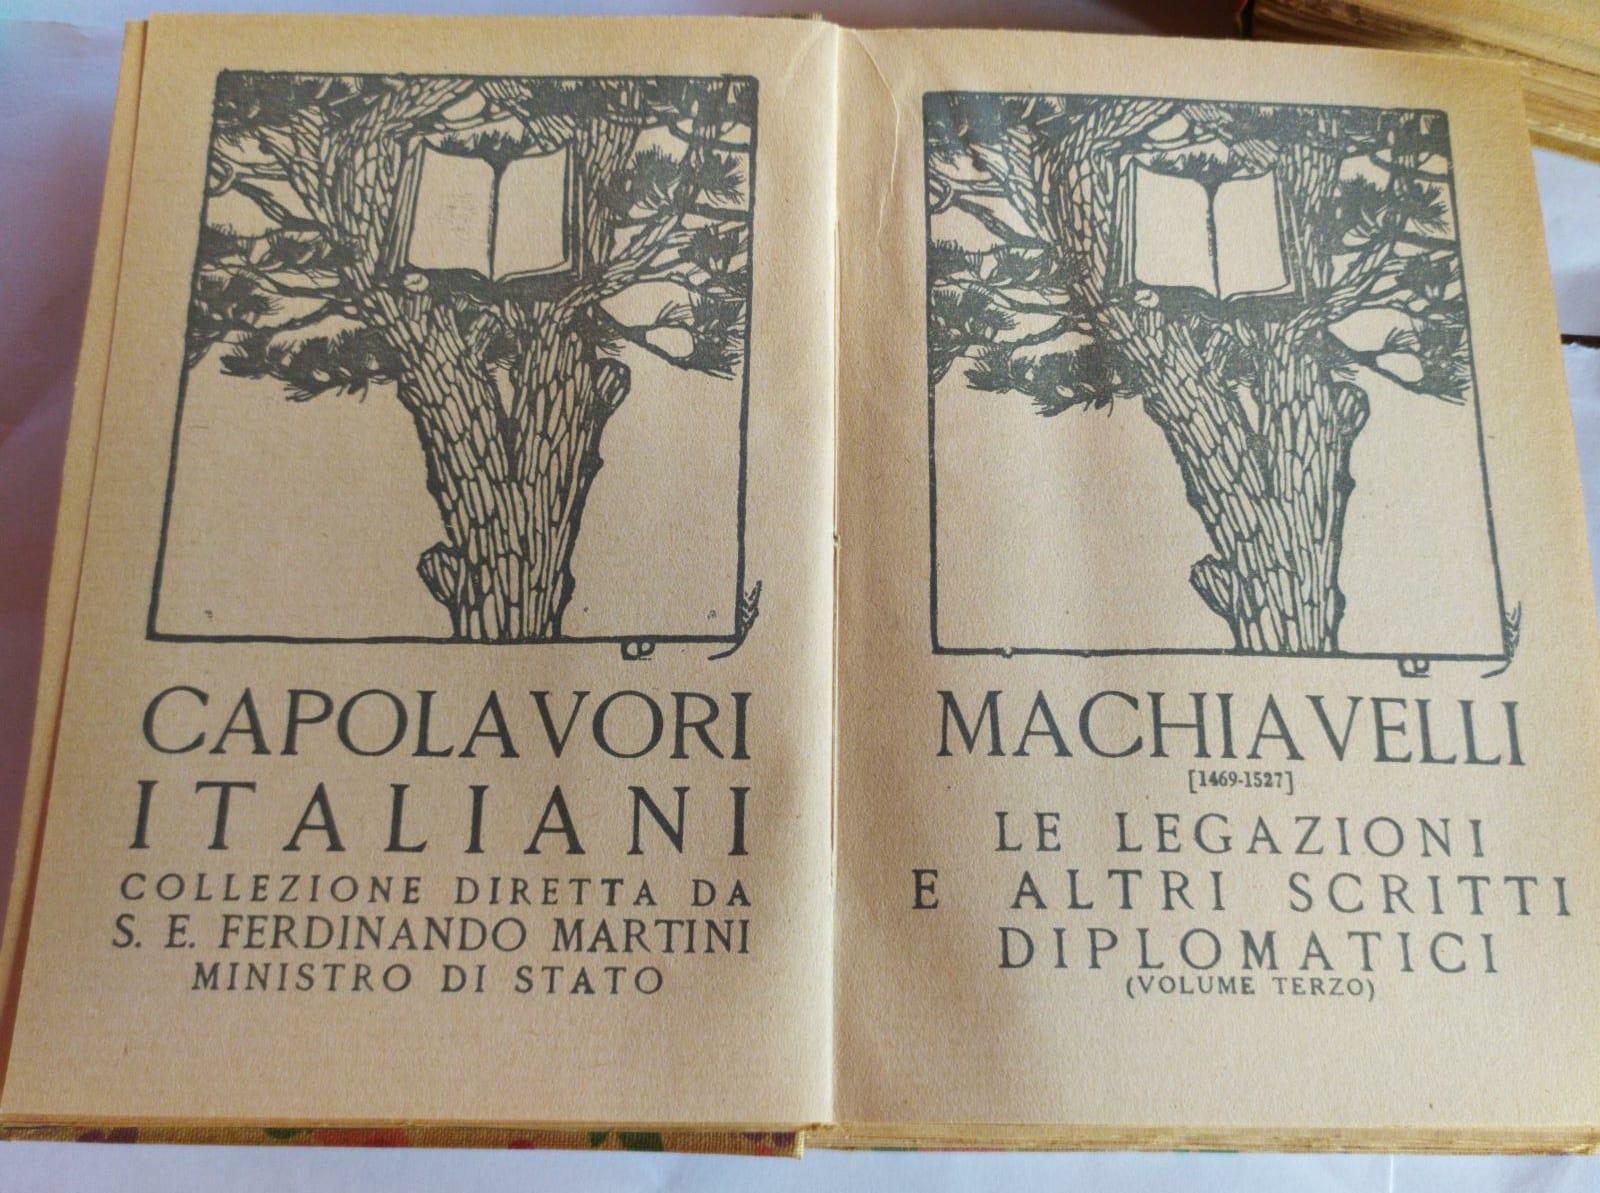 CAPOLAVORI
ITALIANI
COLLEZIONE DIRETTA DA
S. E. FERDINANDO MARTINI
MINISTRO DI STATO
MACHIAVELLI
[1469-1527]
LE LEGAZIONI
E ALTRI SCRITTI
DIPLOMATICI
(VOLUME TERZO)